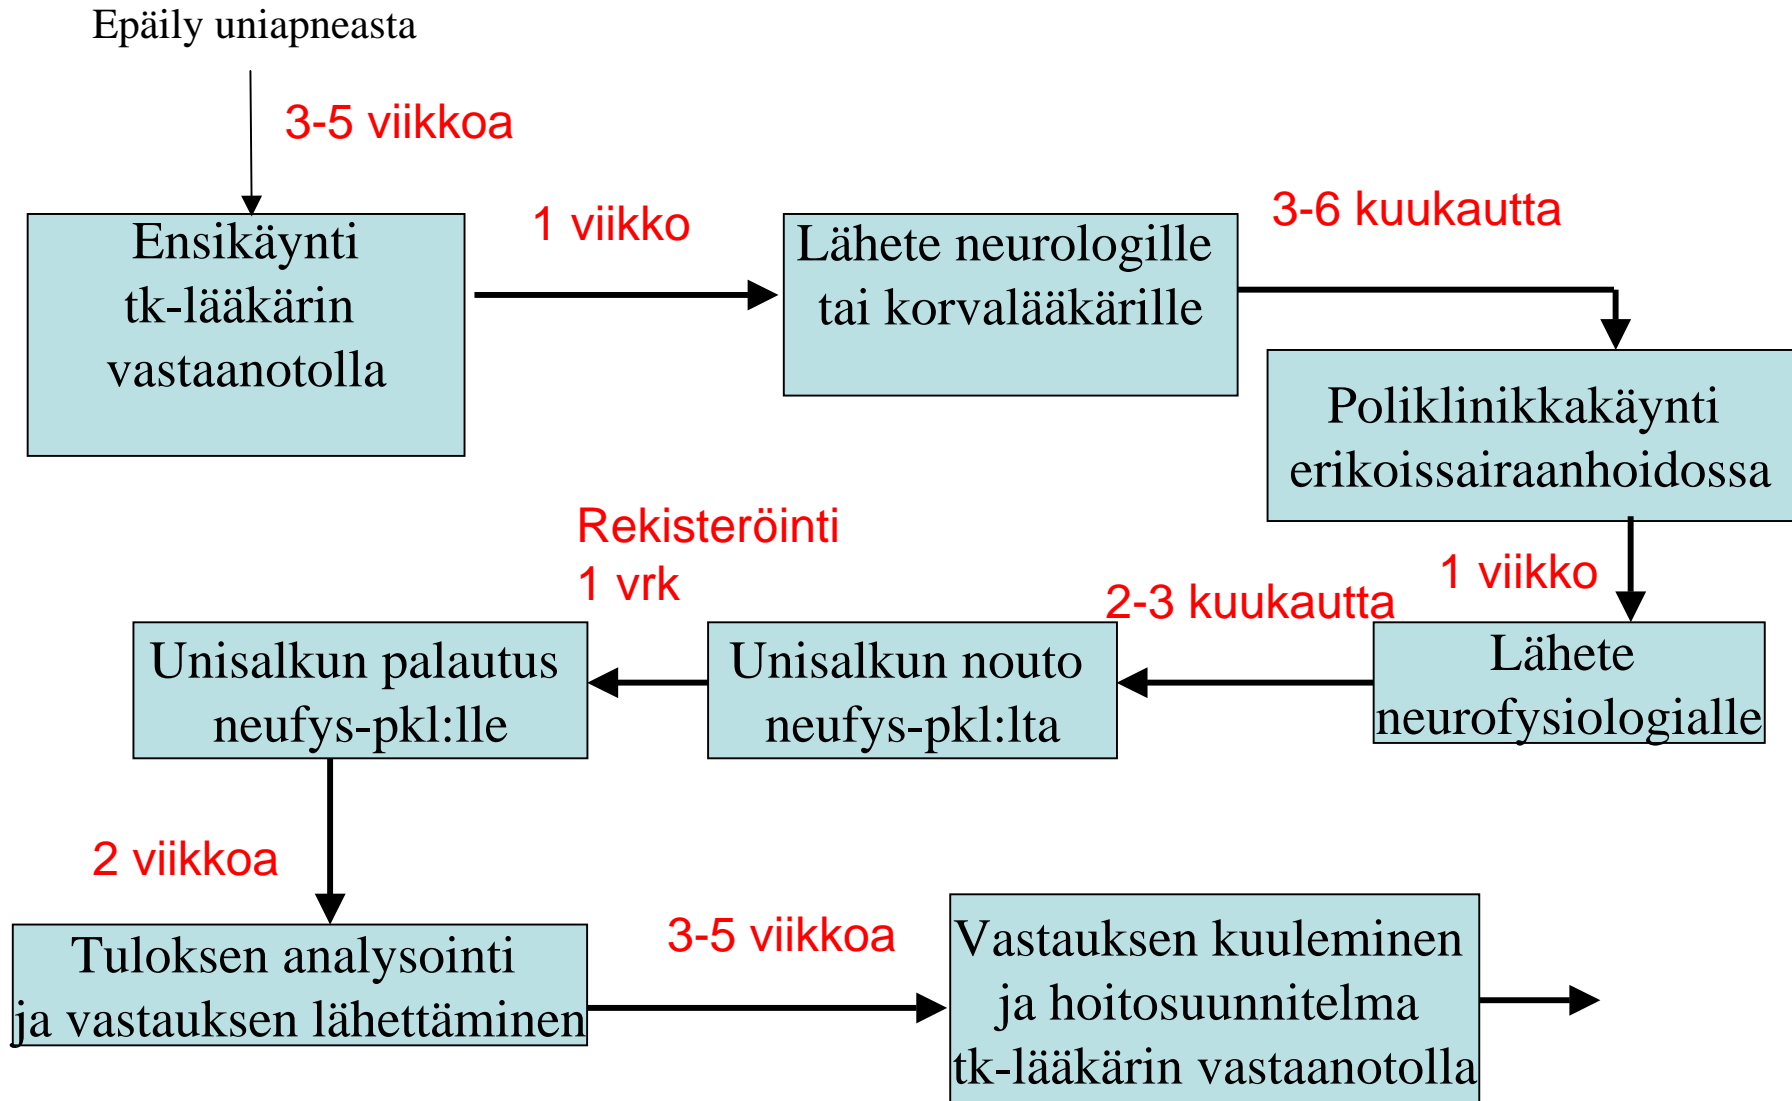 Epäily uniapneasta
3-5 viikkoa
Ensikäynti
tk-lääkärin
vastaanotolla
1 viikko
Lähete neurologille
tai korvalääkärille
3-6 kuukautta
Poliklinikkakäynti
erikoissairaanhoidossa
1 viikko
Lähete
neurofysiologialle
2-3 kuukautta
Unisalkun nouto
neufys-pkl:lta
Rekisteröinti
1 vrk
Unisalkun palautus
neufys-pkl:lle
2 viikkoa
Tuloksen analysointi
ja vastauksen lähettäminen
3-5 viikkoa
Vastauksen kuuleminen
ja hoitosuunnitelma
tk-lääkärin vastaanotolla